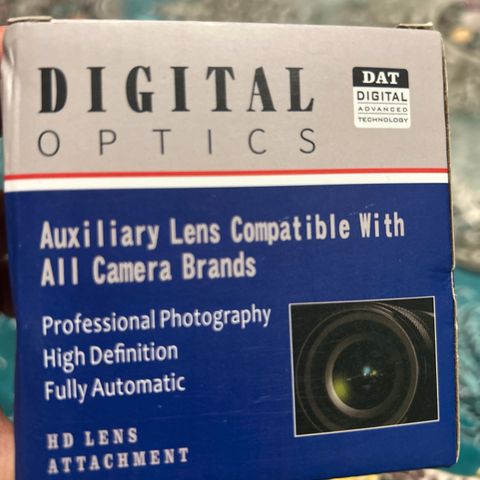 DIGITAL
OPTICS
DAT
DIGITAL
ADVANCED
TECHNOLOGY
Auxiliary Lens Compatible With
All Camera Brands
Professional Photography
High Definition
Fully Automatic
HD LENS
ATTACHMENT